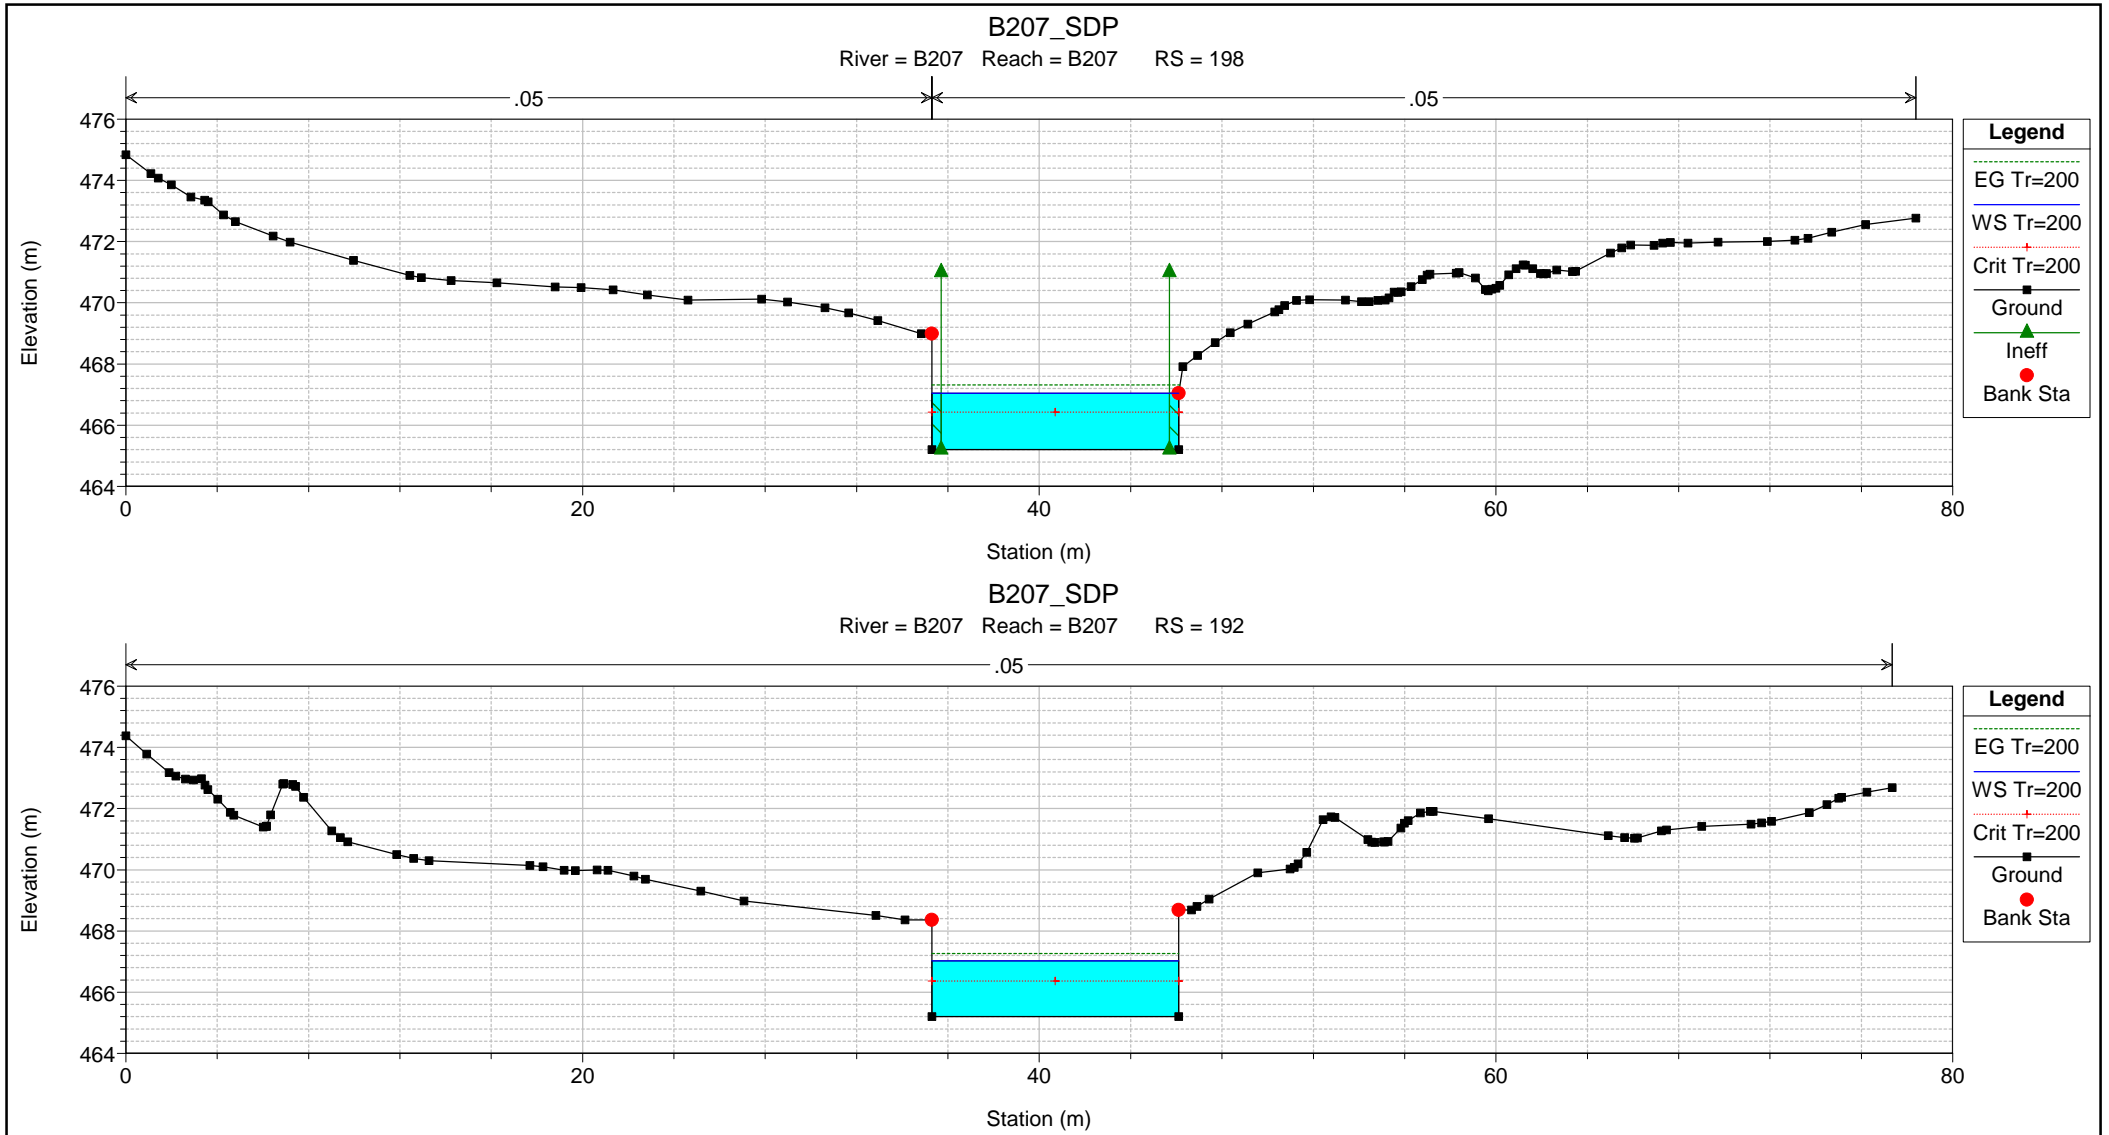 B207_SDP
River = B207 Reach = B207 RS = 198
.05 .05
476
474
472
470
468
466
464
Elevation (m)
0 20 40 60 80
Station (m)
Legend
EG Tr=200
WS Tr=200
Crit Tr=200
Ground
Ineff
Bank Sta
B207_SDP
River = B207 Reach = B207 RS = 192
.05
476
474
472
470
468
466
464
Elevation (m)
0 20 40 60 80
Station (m)
Legend
EG Tr=200
WS Tr=200
Crit Tr=200
Ground
Bank Sta